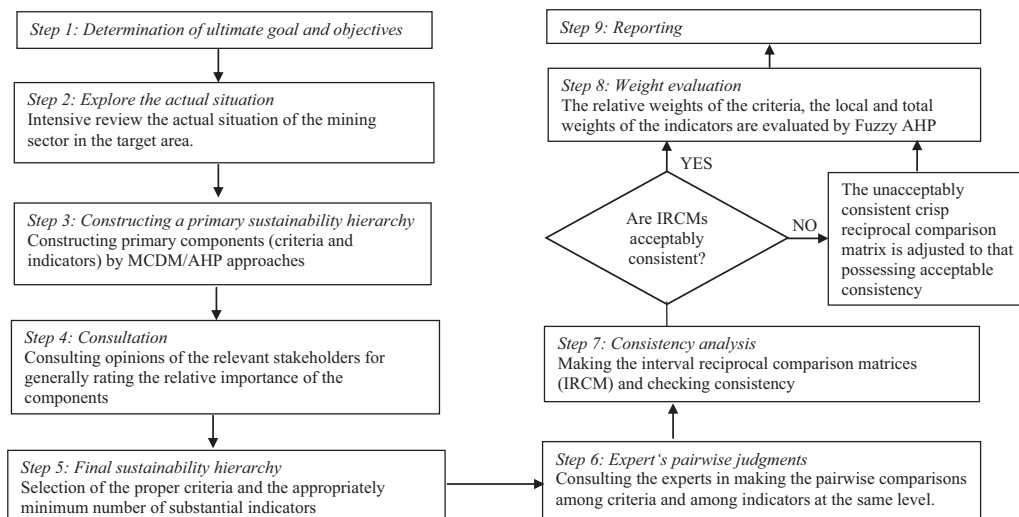 Step 1: Determination of ultimate goal and objectives
Step 2: Explore the actual situation
Intensive review the actual situation of the mining
sector in the target area.
Step 3: Constructing a primary sustainability hierarchy
Constructing primary components (criteria and
indicators) by MCDM/AHP approaches
Step 4: Consultation
Consulting opinions of the relevant stakeholders for
generally rating the relative importance of the
components
Step 5: Final sustainability hierarchy
Selection of the proper criteria and the appropriately
minimum number of substantial indicators
Step 6: Expert‘s pairwise judgments
Consulting the experts in making the pairwise comparisons
among criteria and among indicators at the same level.
Step 7: Consistency analysis
Making the interval reciprocal comparison matrices
(IRCM) and checking consistency
Are IRCMs
acceptably
consistent?
YES
NO
The unacceptably
consistent crisp
reciprocal comparison
matrix is adjusted to that
possessing acceptable
consistency
Step 8: Weight evaluation
The relative weights of the criteria, the local and total
weights of the indicators are evaluated by Fuzzy AHP
Step 9: Reporting